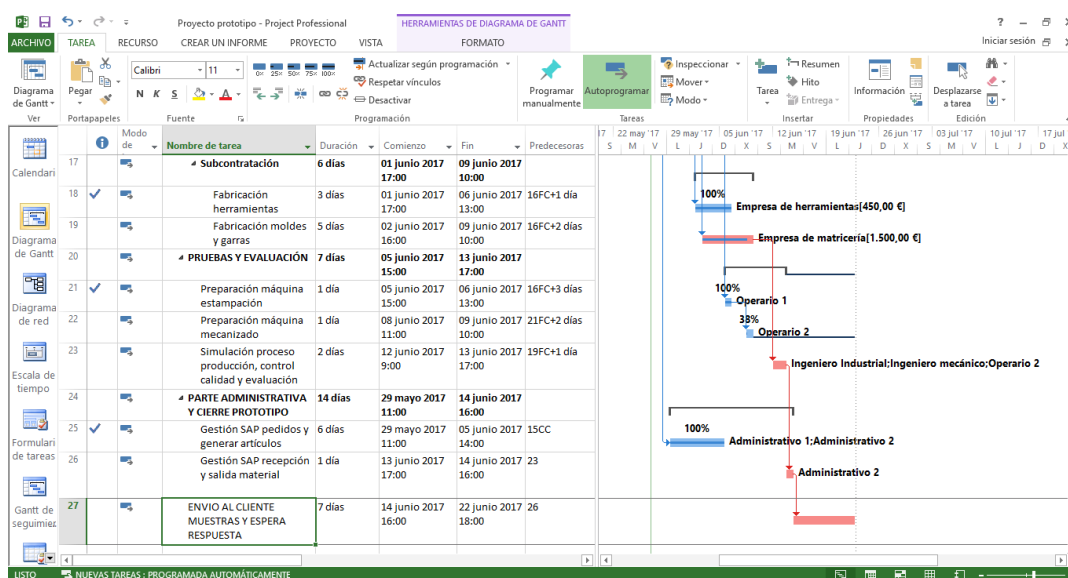 Proyecto prototipo - Project Professional
HERRAMIENTAS DE DIAGRAMA DE GANTT
?
ARCHIVO TAREA RECURSO CREAR UN INFORME PROYECTO VISTA FORMATO Iniciar sesión
Diagrama de Gantt
Ver
Pegar
Portapapeles
Calibri 11
N K S A
Fuente
0× 25× 50× 75× 100×
Actualizar según programación
Respetar vínculos
Desactivar
Programación
Programar manualmente
Autoprogramar
Inspeccionar
Mover
Modo
Tareas
Tarea
Resumen
Hito
Entrega
Insertar
Información
Propiedades
Desplazarse a tarea
Edición
Modo de
Nombre de tarea Duración Comienzo Fin Predecesoras
17 22 may '17 29 may '17 05 jun '17 12 jun '17 19 jun '17 26 jun '17 03 jul '17 10 jul '17 17 jul
S M V L J D X S M V L J D X S M V L J D X
Calendari
Diagrama de Gantt
Diagrama de red
Escala de tiempo
Formulari de tareas
Gantt de seguimie
17 Subcontratación 6 días 01 junio 2017 17:00 09 junio 2017 10:00
18 Fabricación herramientas 3 días 01 junio 2017 17:00 06 junio 2017 13:00 16FC+1 día
19 Fabricación moldes y garras 5 días 02 junio 2017 16:00 09 junio 2017 10:00 16FC+2 días
20 PRUEBAS Y EVALUACIÓN 7 días 05 junio 2017 15:00 13 junio 2017 17:00
21 Preparación máquina estampación 1 día 05 junio 2017 15:00 06 junio 2017 13:00 16FC+3 días
22 Preparación máquina mecanizado 1 día 08 junio 2017 11:00 09 junio 2017 10:00 21FC+2 días
23 Simulación proceso producción, control calidad y evaluación 2 días 12 junio 2017 9:00 13 junio 2017 17:00 19FC+1 día
24 PARTE ADMINISTRATIVA Y CIERRE PROTOTIPO 14 días 29 mayo 2017 11:00 14 junio 2017 16:00
25 Gestión SAP pedidos y generar artículos 6 días 29 mayo 2017 11:00 05 junio 2017 14:00 15CC
26 Gestión SAP recepción y salida material 1 día 13 junio 2017 17:00 14 junio 2017 16:00 23
27 ENVIO AL CLIENTE MUESTRAS Y ESPERA RESPUESTA 7 días 14 junio 2017 16:00 22 junio 2017 18:00 26
100%
Empresa de herramientas[450,00 €]
Empresa de matricería[1.500,00 €]
100%
Operario 1
38%
Operario 2
Ingeniero Industrial;Ingeniero mecánico;Operario 2
100%
Administrativo 1;Administrativo 2
Administrativo 2
LISTO NUEVAS TAREAS : PROGRAMADA AUTOMÁTICAMENTE